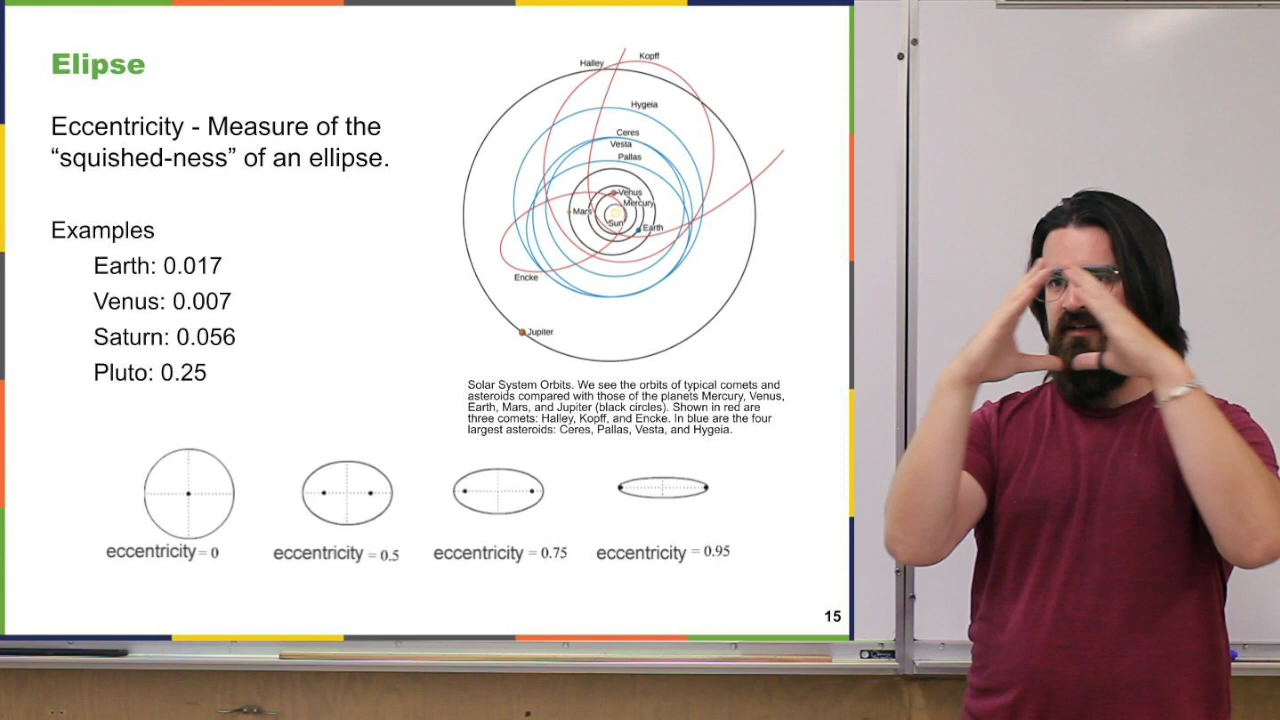 Elipse
Eccentricity - Measure of the
“squished-ness” of an ellipse.
Examples
Earth: 0.017
Venus: 0.007
Saturn: 0.056
Pluto: 0.25
Halley
Kopff
Hygeia
Ceres
Vesta
Pallas
Venus
Mercury
Mars
Sun
Earth
Encke
Jupiter
Solar System Orbits. We see the orbits of typical comets and
asteroids compared with those of the planets Mercury, Venus,
Earth, Mars, and Jupiter (black circles). Shown in red are
three comets: Halley, Kopff, and Encke. In blue are the four
largest asteroids: Ceres, Pallas, Vesta, and Hygeia.
eccentricity = 0
eccentricity = 0.5
eccentricity = 0.75
eccentricity = 0.95
15